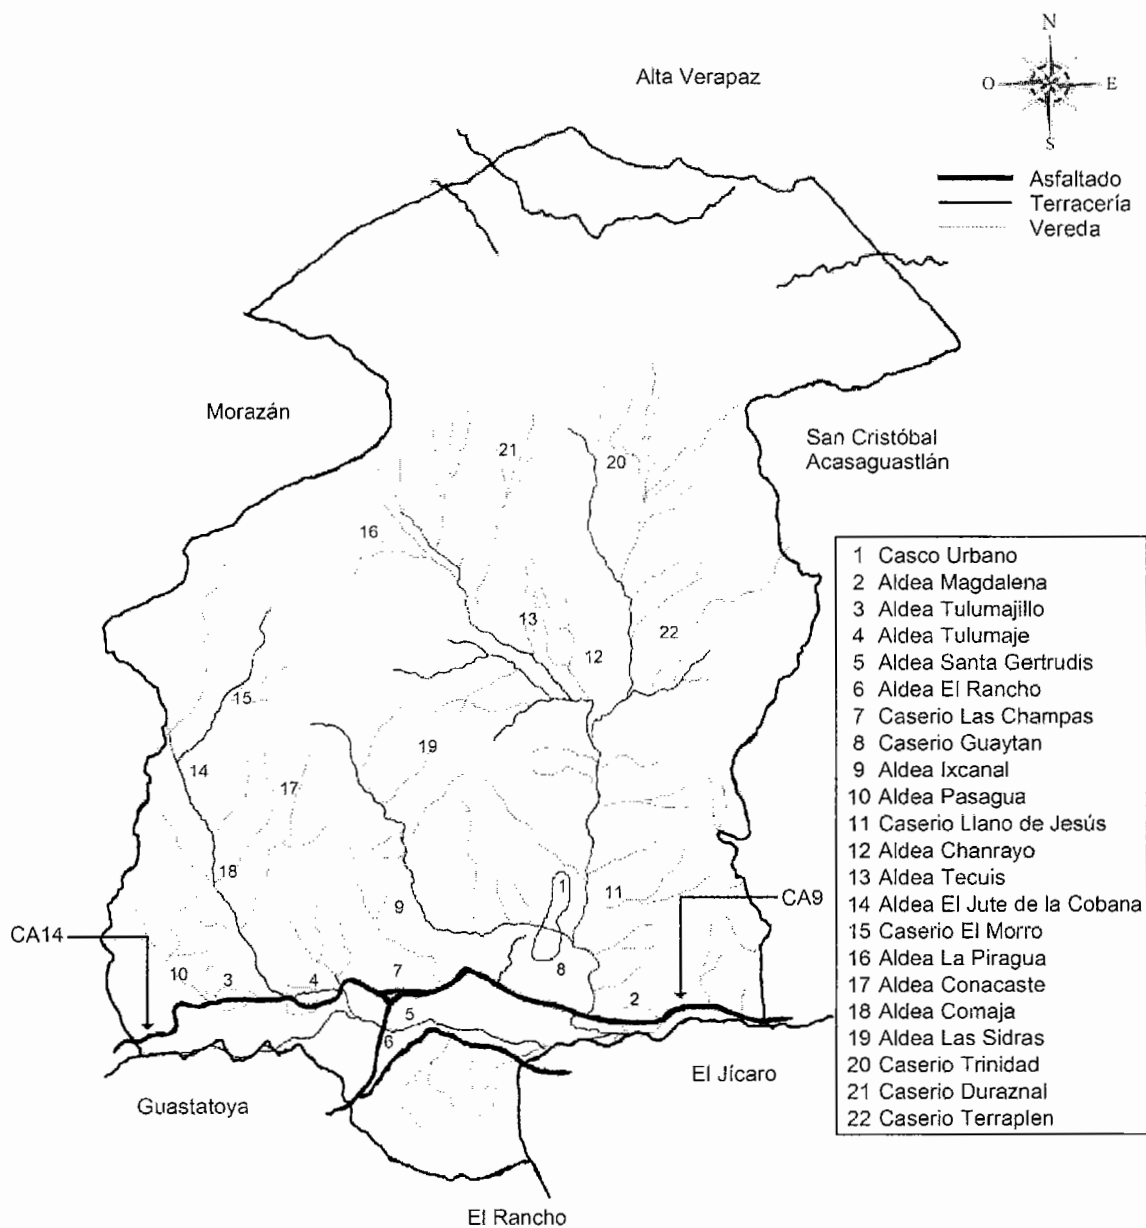 N
Alta Verapaz
O
E
S
Asfaltado
Terracería
Vereda
Morazán
San Cristóbal
Acasaguastlán
21
20
16
13
12
22
15
19
14
17
18
1
11
9
CA9
CA14
10
3
4
7
8
2
5
6
El Jícaro
Guastatoya
El Rancho
1 Casco Urbano
2 Aldea Magdalena
3 Aldea Tulumajillo
4 Aldea Tulumaje
5 Aldea Santa Gertrudis
6 Aldea El Rancho
7 Caserio Las Champas
8 Caserio Guaytan
9 Aldea Ixcanal
10 Aldea Pasagua
11 Caserio Llano de Jesús
12 Aldea Chanrayo
13 Aldea Tecuis
14 Aldea El Jute de la Cobana
15 Caserio El Morro
16 Aldea La Piragua
17 Aldea Conacaste
18 Aldea Comaja
19 Aldea Las Sidras
20 Caserio Trinidad
21 Caserio Duraznal
22 Caserio Terraplen